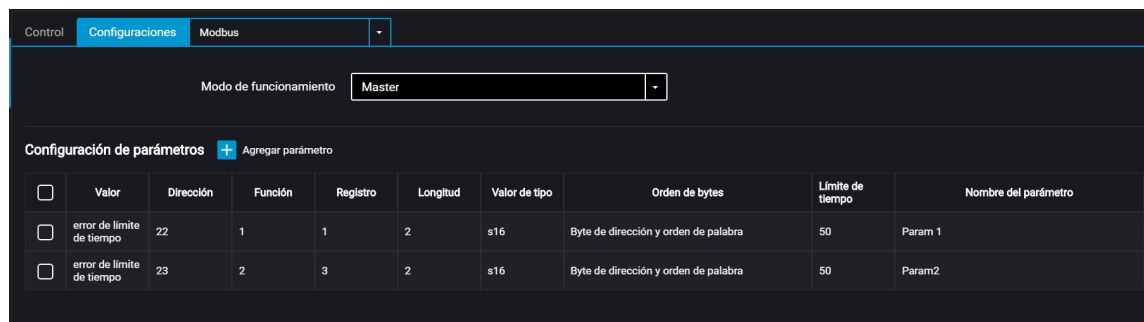 Control Configuraciones Modbus
Modo de funcionamiento Master
Configuración de parámetros + Agregar parámetro
Valor Dirección Función Registro Longitud Valor de tipo Orden de bytes Límite de tiempo Nombre del parámetro
error de límite de tiempo 22 1 1 2 s16 Byte de dirección y orden de palabra 50 Param 1
error de límite de tiempo 23 2 3 2 s16 Byte de dirección y orden de palabra 50 Param2